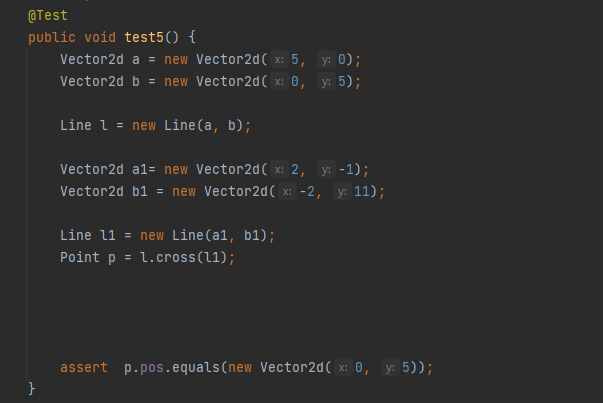 @Test
public void test5() {
Vector2d a = new Vector2d( x: 5, y: 0);
Vector2d b = new Vector2d( x: 0, y: 5);
Line l = new Line(a, b);
Vector2d a1= new Vector2d( x: 2, y: -1);
Vector2d b1 = new Vector2d( x: -2, y: 11);
Line l1 = new Line(a1, b1);
Point p = l.cross(l1);
assert  p.pos.equals(new Vector2d( x: 0, y: 5));
}